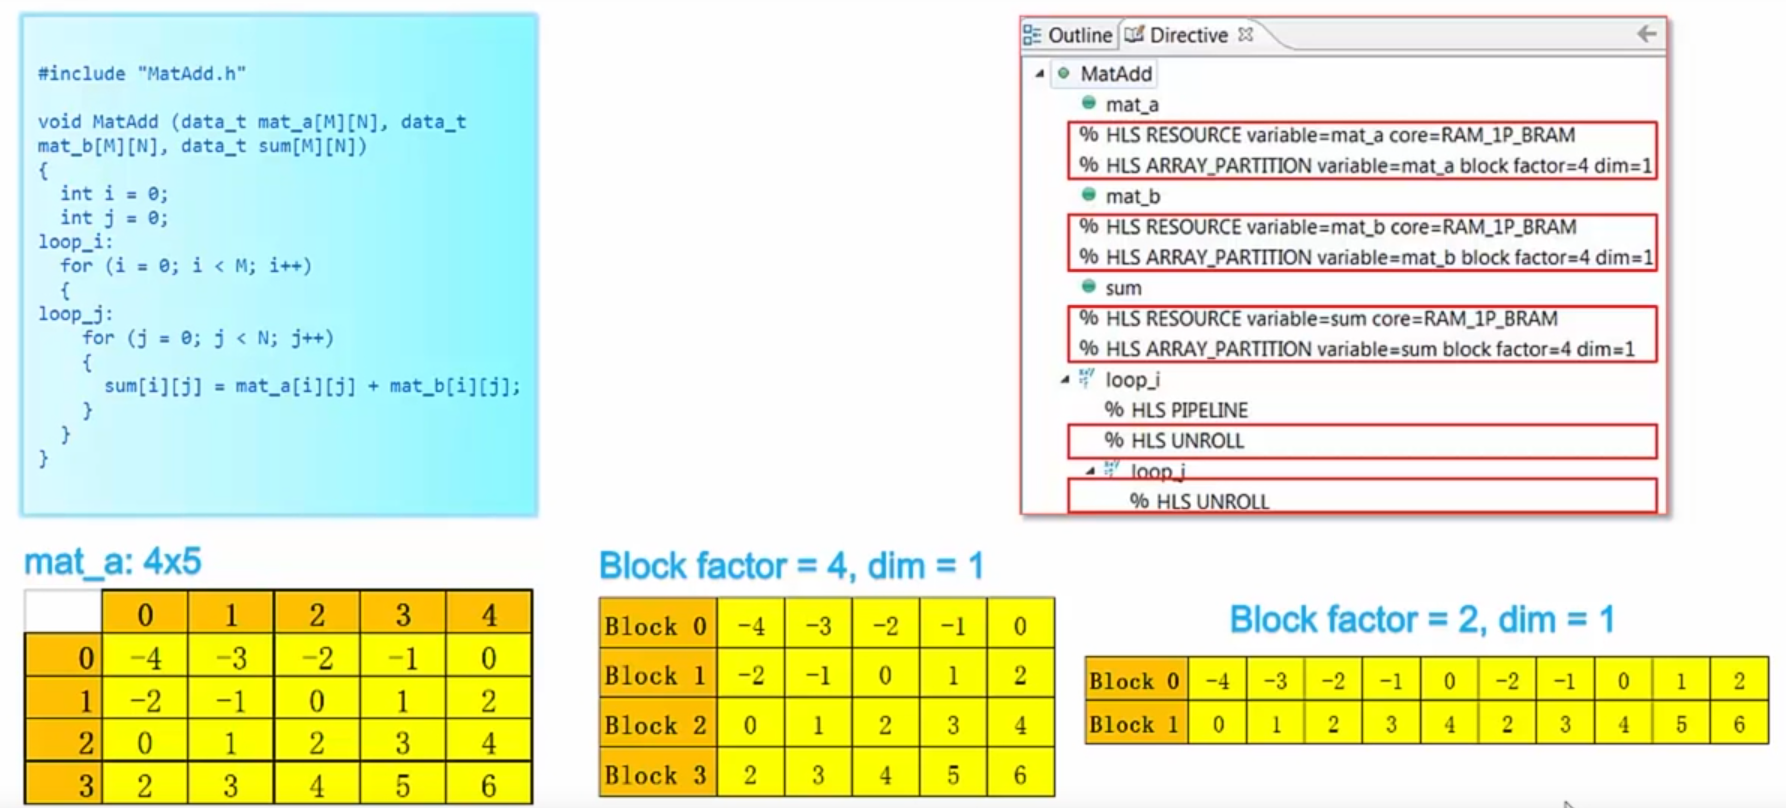 #include "MatAdd.h"
void MatAdd (data_t mat_a[M][N], data_t
mat_b[M][N], data_t sum[M][N])
{
int i = 0;
int j = 0;
loop_i:
for (i = 0; i < M; i++)
{
loop_j:
for (j = 0; j < N; j++)
{
sum[i][j] = mat_a[i][j] + mat_b[i][j];
}
}
}
Outline Directive
MatAdd
mat_a
% HLS RESOURCE variable=mat_a core=RAM_1P_BRAM
% HLS ARRAY_PARTITION variable=mat_a block factor=4 dim=1
mat_b
% HLS RESOURCE variable=mat_b core=RAM_1P_BRAM
% HLS ARRAY_PARTITION variable=mat_b block factor=4 dim=1
sum
% HLS RESOURCE variable=sum core=RAM_1P_BRAM
% HLS ARRAY_PARTITION variable=sum block factor=4 dim=1
loop_i
% HLS PIPELINE
% HLS UNROLL
loop_j
% HLS UNROLL
mat_a: 4x5
0 1 2 3 4
0 -4 -3 -2 -1 0
1 -2 -1 0 1 2
2 0 1 2 3 4
3 2 3 4 5 6
Block factor = 4, dim = 1
Block 0 -4 -3 -2 -1 0
Block 1 -2 -1 0 1 2
Block 2 0 1 2 3 4
Block 3 2 3 4 5 6
Block factor = 2, dim = 1
Block 0 -4 -3 -2 -1 0 -2 -1 0 1 2
Block 1 0 1 2 3 4 2 3 4 5 6